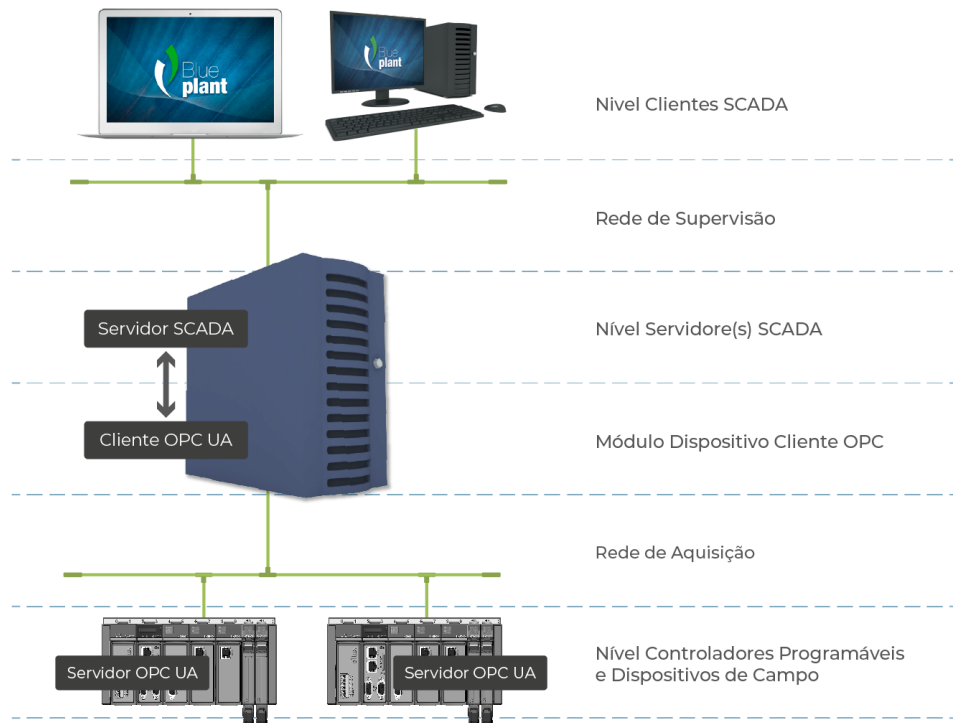 Blue
plant
Blue
plant
Nivel Clientes SCADA
Rede de Supervisão
Servidor SCADA
Nível Servidore(s) SCADA
Cliente OPC UA
Módulo Dispositivo Cliente OPC
Rede de Aquisição
Servidor OPC UA
Servidor OPC UA
Nível Controladores Programáveis
e Dispositivos de Campo